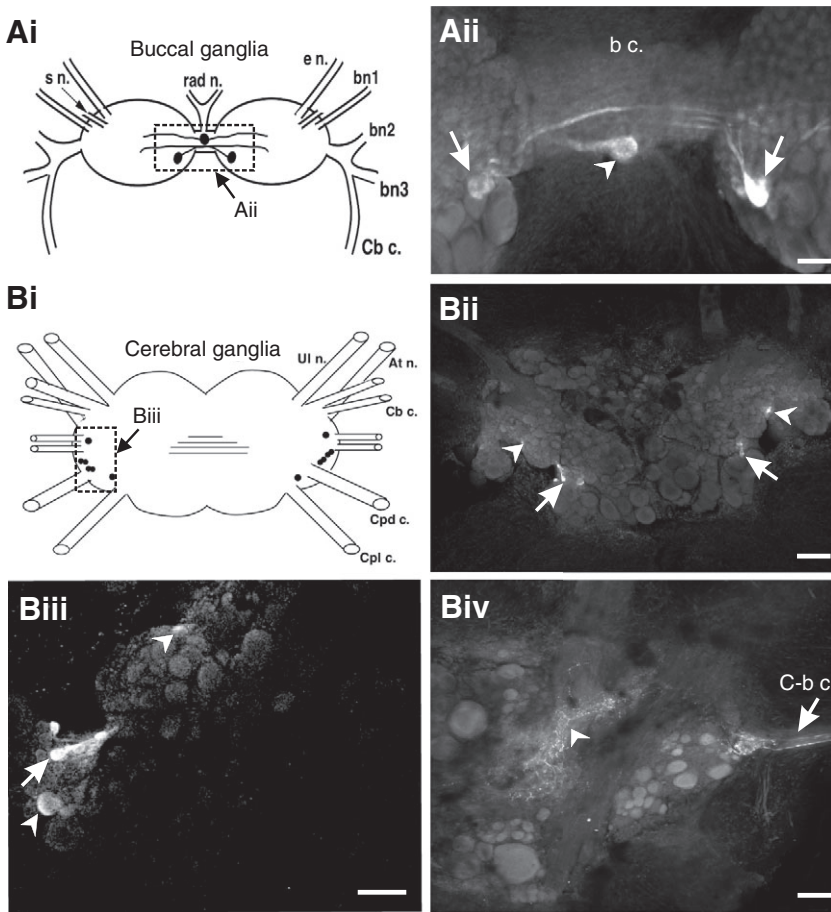 Ai
Buccal ganglia
s n.
rad n.
e n.
bn1
bn2
bn3
Aii
Cb c.
Aii
b c.
Bi
Cerebral ganglia
Ul n.
At n.
Cb c.
Biii
Cpd c.
Cpl c.
Bii
Biii
Biv
C-b c